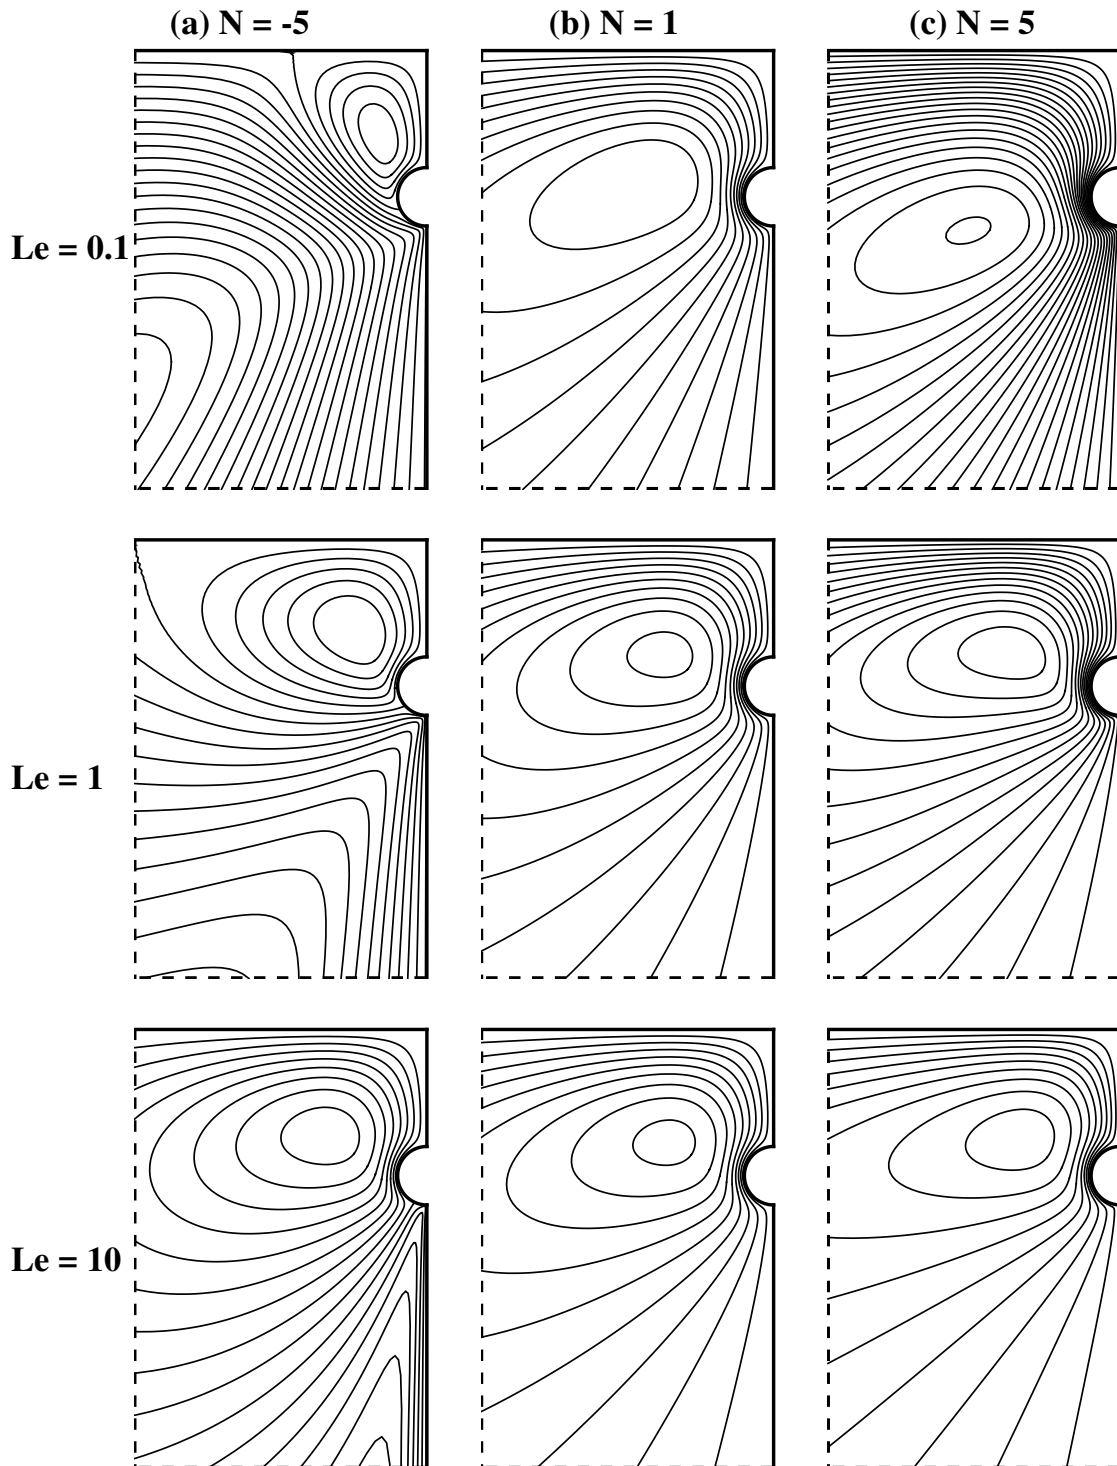 (a) N = -5
(b) N = 1
(c) N = 5
Le = 0.1
Le = 1
Le = 10